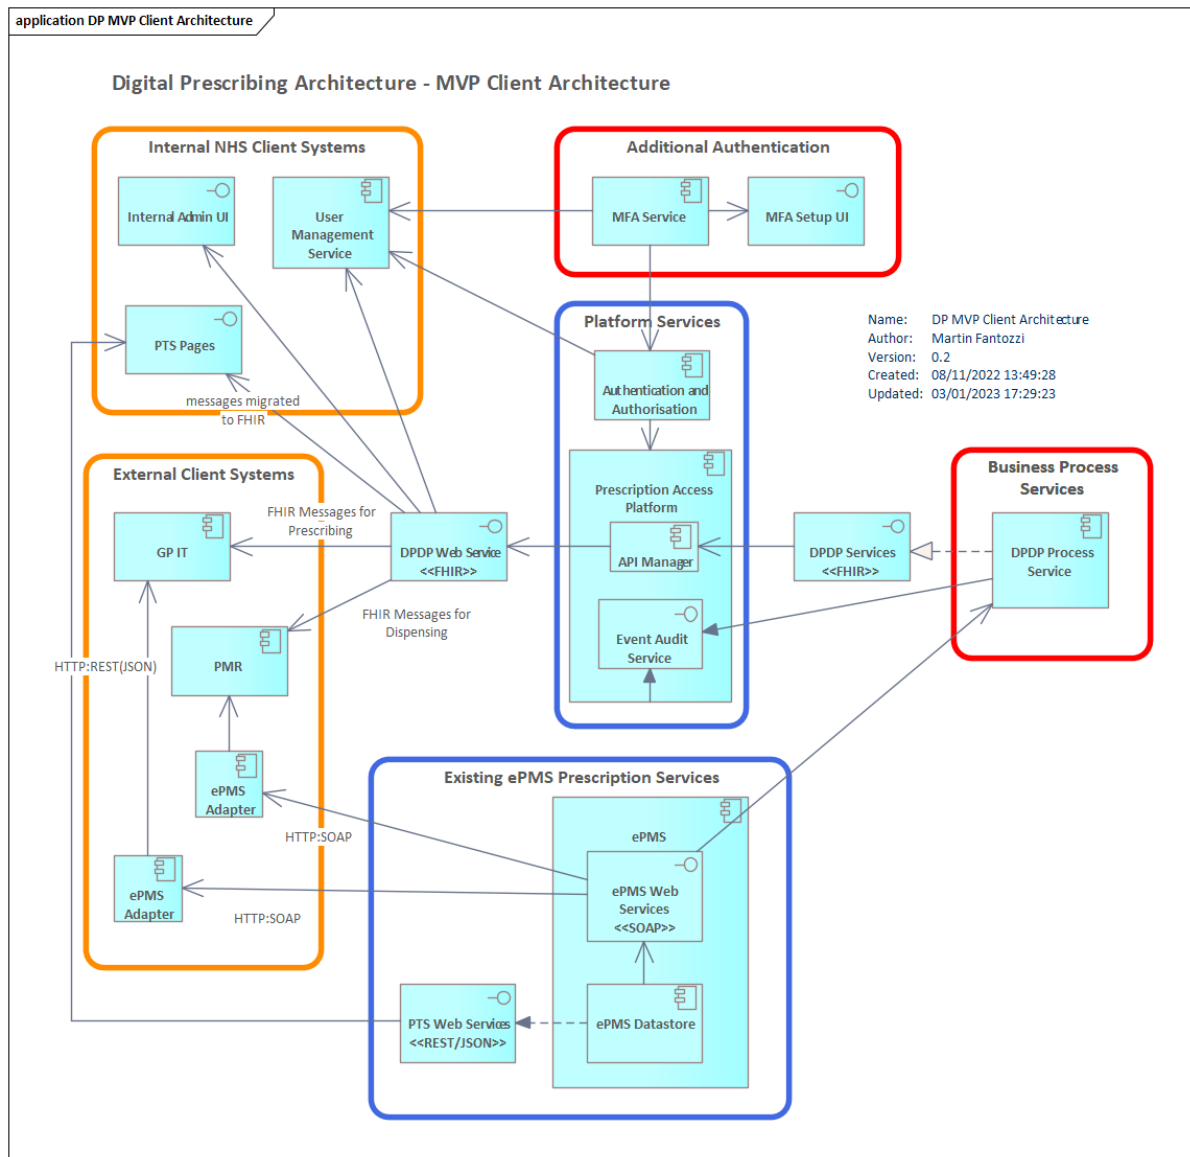 application DP MVP Client Architecture
Digital Prescribing Architecture - MVP Client Architecture
Internal NHS Client Systems
Internal Admin UI
User
Management
Service
PTS Pages
messages migrated
to FHIR
Additional Authentication
MFA Service
MFA Setup UI
Platform Services
Authentication and
Authorisation
Prescription Access
Platform
API Manager
Event Audit
Service
Name: DP MVP Client Architecture
Author: Martin Fantozzi
Version: 0.2
Created: 08/11/2022 13:49:28
Updated: 03/01/2023 17:29:23
External Client Systems
GP IT
FHIR Messages for
Prescribing
DPDP Web Service
<<FHIR>>
FHIR Messages for
Dispensing
PMR
HTTP:REST(JSON)
ePMS
Adapter
HTTP:SOAP
ePMS
Adapter
HTTP:SOAP
DPDP Services
<<FHIR>>
Business Process
Services
DPDP Process
Service
Existing ePMS Prescription Services
ePMS
ePMS Web
Services
<<SOAP>>
PTS Web Services
<<REST/JSON>>
ePMS Datastore